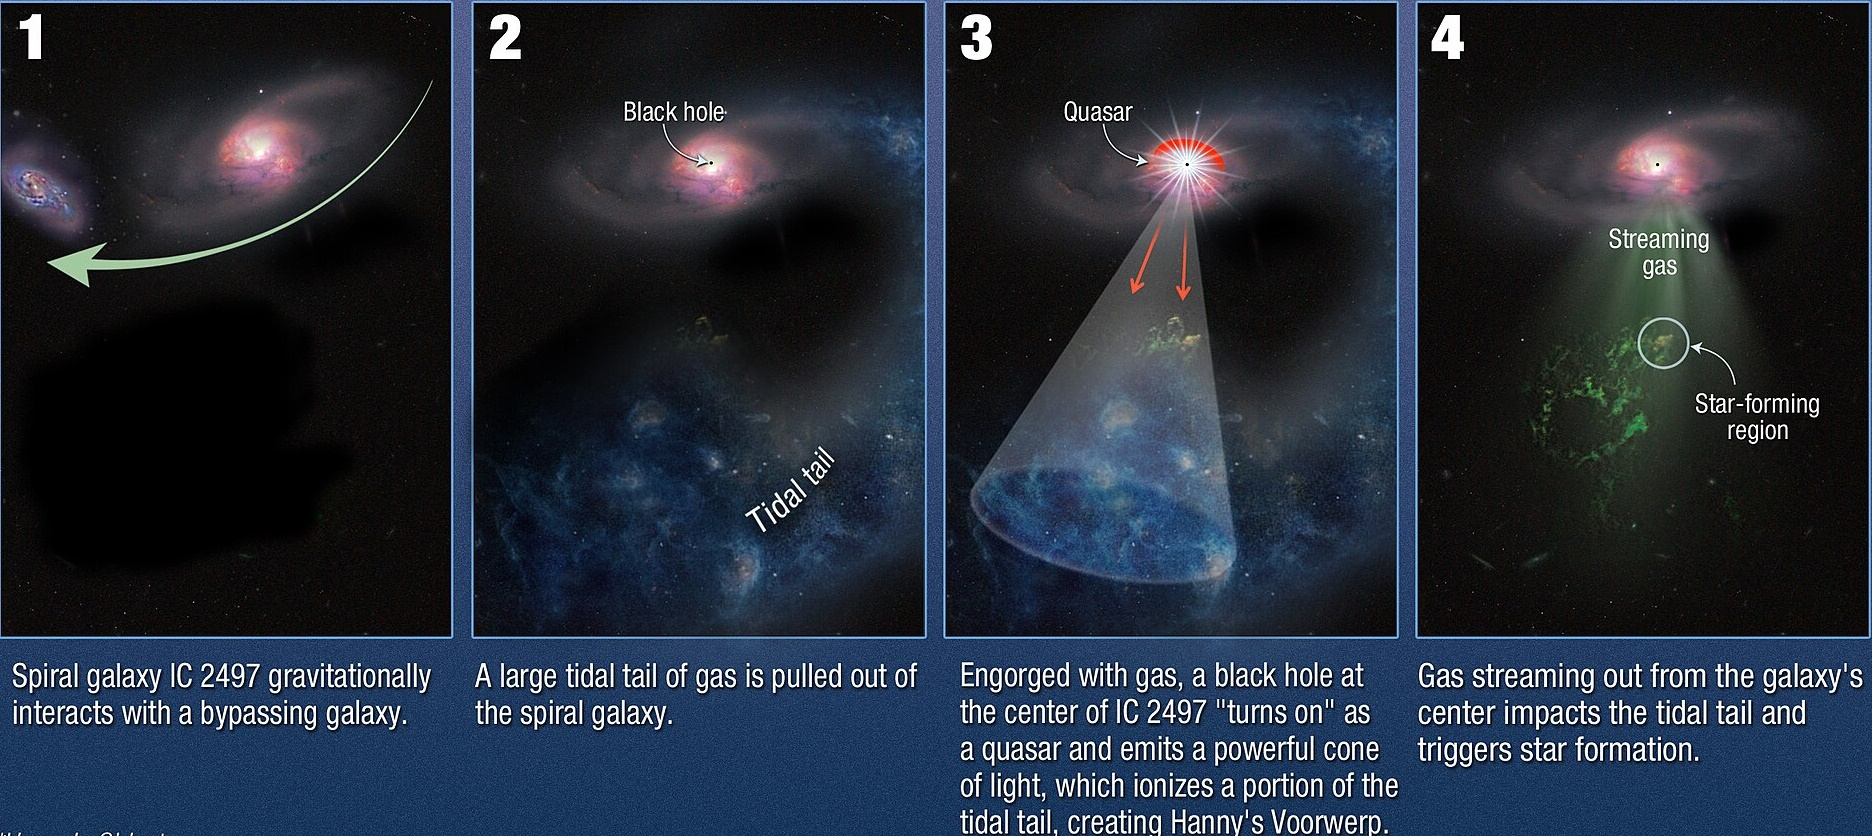 1
Spiral galaxy IC 2497 gravitationally
interacts with a bypassing galaxy.
2
Black hole
Tidal tail
A large tidal tail of gas is pulled out of
the spiral galaxy.
3
Quasar
Engorged with gas, a black hole at
the center of IC 2497 "turns on" as
a quasar and emits a powerful cone
of light, which ionizes a portion of the
tidal tail, creating Hanny's Voorwerp.
4
Streaming
gas
Star-forming
region
Gas streaming out from the galaxy's
center impacts the tidal tail and
triggers star formation.